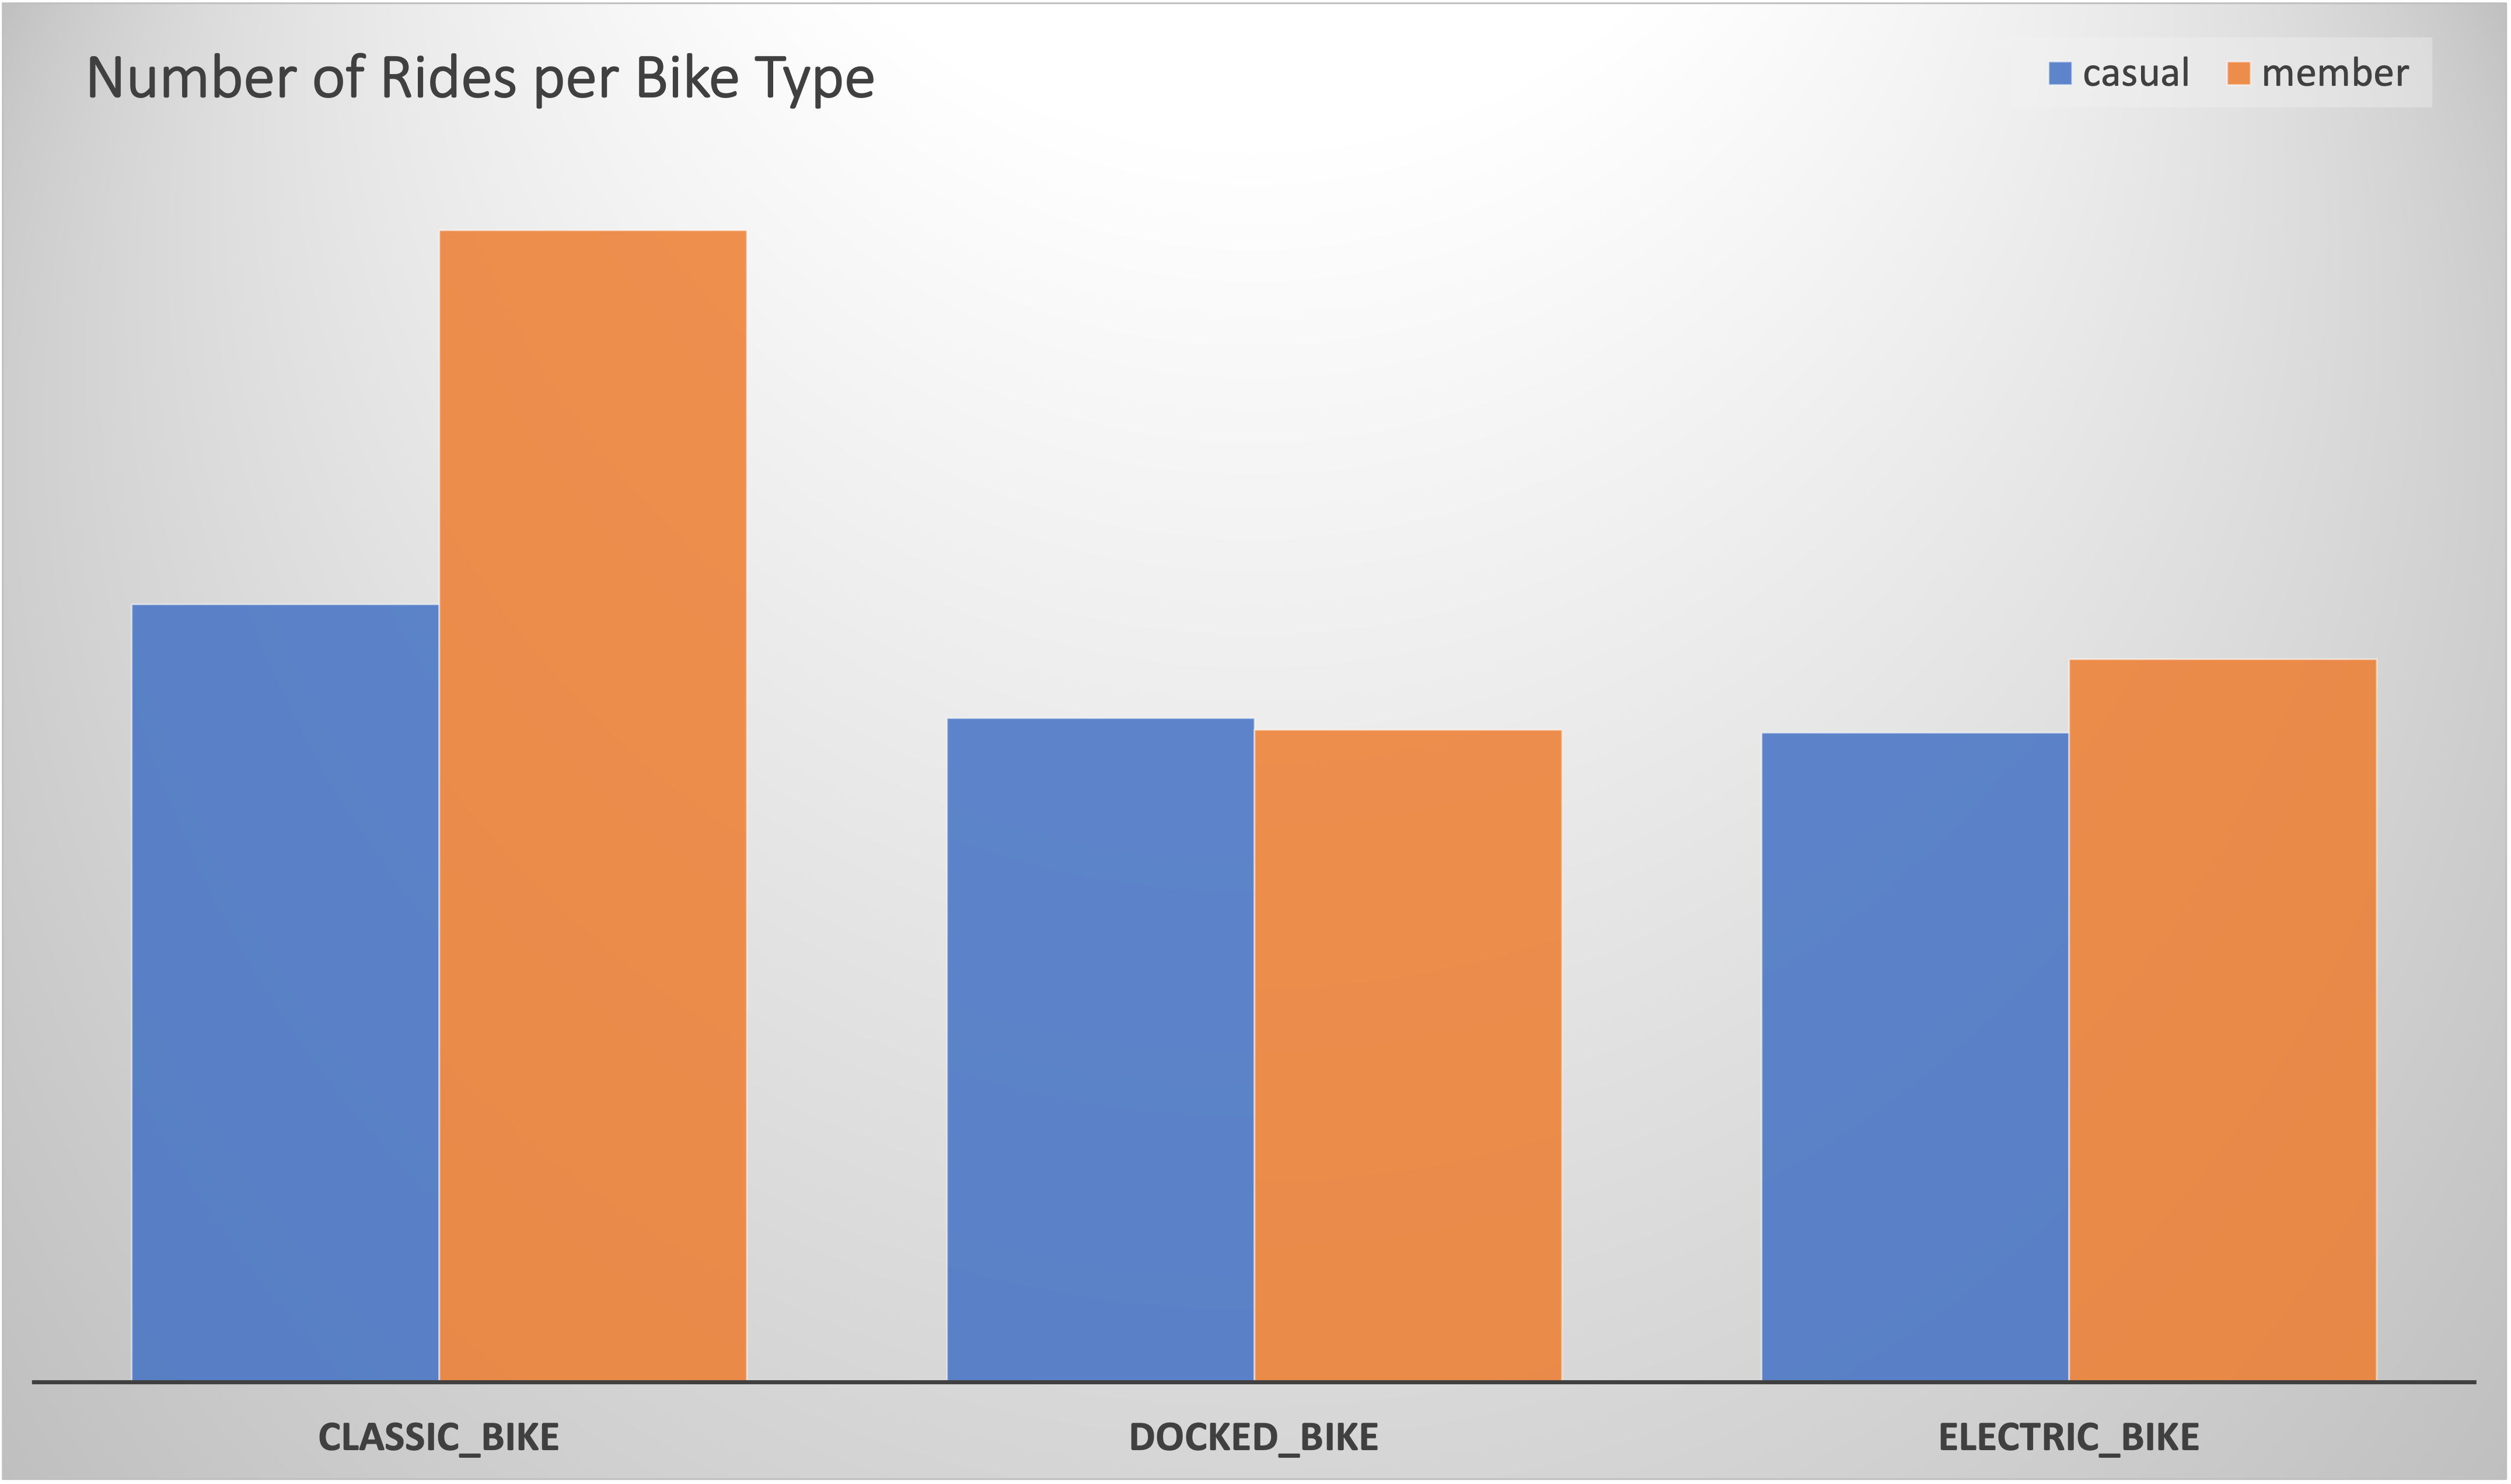 Number of Rides per Bike Type
casual member
CLASSIC_BIKE DOCKED_BIKE ELECTRIC_BIKE